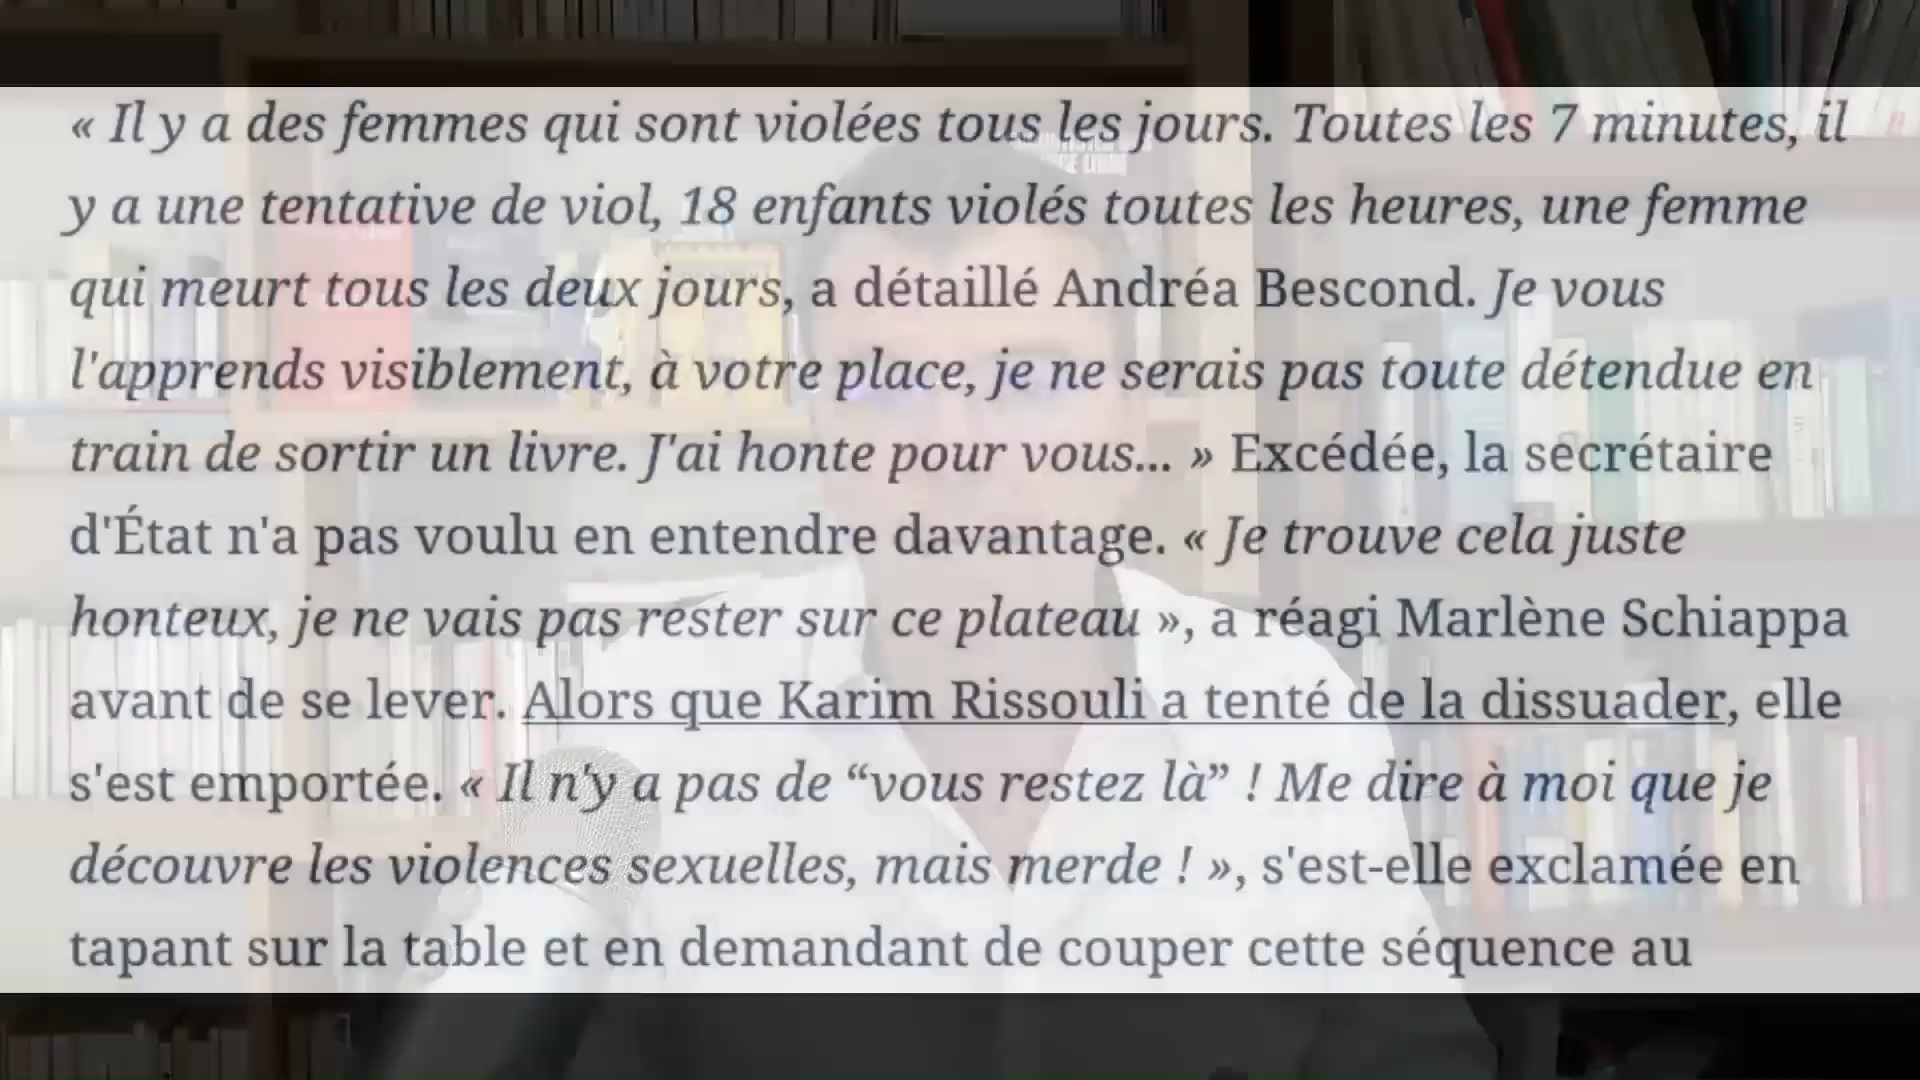 « Il y a des femmes qui sont violées tous les jours. Toutes les 7 minutes, il
y a une tentative de viol, 18 enfants violés toutes les heures, une femme
qui meurt tous les deux jours, a détaillé Andréa Bescond. Je vous
l'apprends visiblement, à votre place, je ne serais pas toute détendue en
train de sortir un livre. J'ai honte pour vous... » Excédée, la secrétaire
d'État n'a pas voulu en entendre davantage. « Je trouve cela juste
honteux, je ne vais pas rester sur ce plateau », a réagi Marlène Schiappa
avant de se lever. Alors que Karim Rissouli a tenté de la dissuader, elle
s'est emportée. « Il n'y a pas de “vous restez là” ! Me dire à moi que je
découvre les violences sexuelles, mais merde ! », s'est-elle exclamée en
tapant sur la table et en demandant de couper cette séquence au